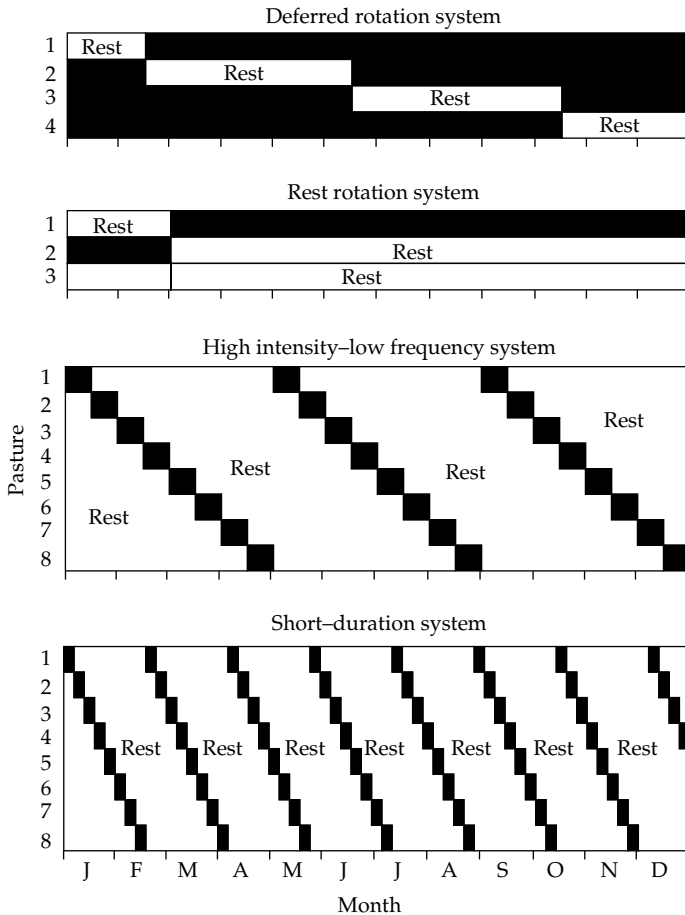 Deferred rotation system
1 Rest
2 Rest
3 Rest
4 Rest
Rest rotation system
1 Rest
2 Rest
3 Rest
High intensity–low frequency system
Pasture
1
2
3 Rest
4
5 Rest Rest
6
7 Rest
8
Short–duration system
1
2
3
4
5 Rest Rest Rest Rest Rest Rest Rest
6
7
8
J F M A M J J A S O N D
Month